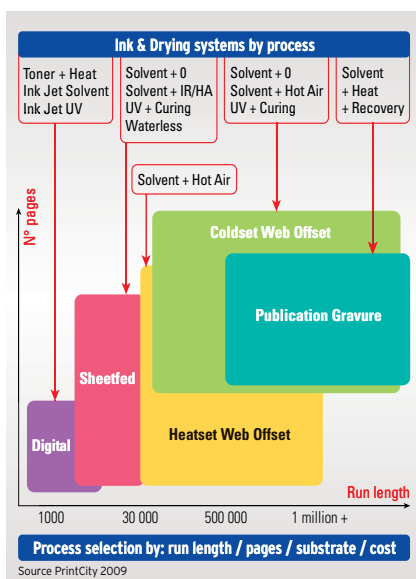 Ink & Drying systems by process
Toner + Heat
Ink Jet Solvent
Ink Jet UV
Solvent + 0
Solvent + IR/HA
UV + Curing
Waterless
Solvent + 0
Solvent + Hot Air
UV + Curing
Solvent
+ Heat
+ Recovery
Solvent + Hot Air
N° pages
Coldset Web Offset
Publication Gravure
Sheetfed
Heatset Web Offset
Digital
Run length
1000
30 000
500 000
1 million +
Process selection by: run length / pages / substrate / cost
Source PrintCity 2009